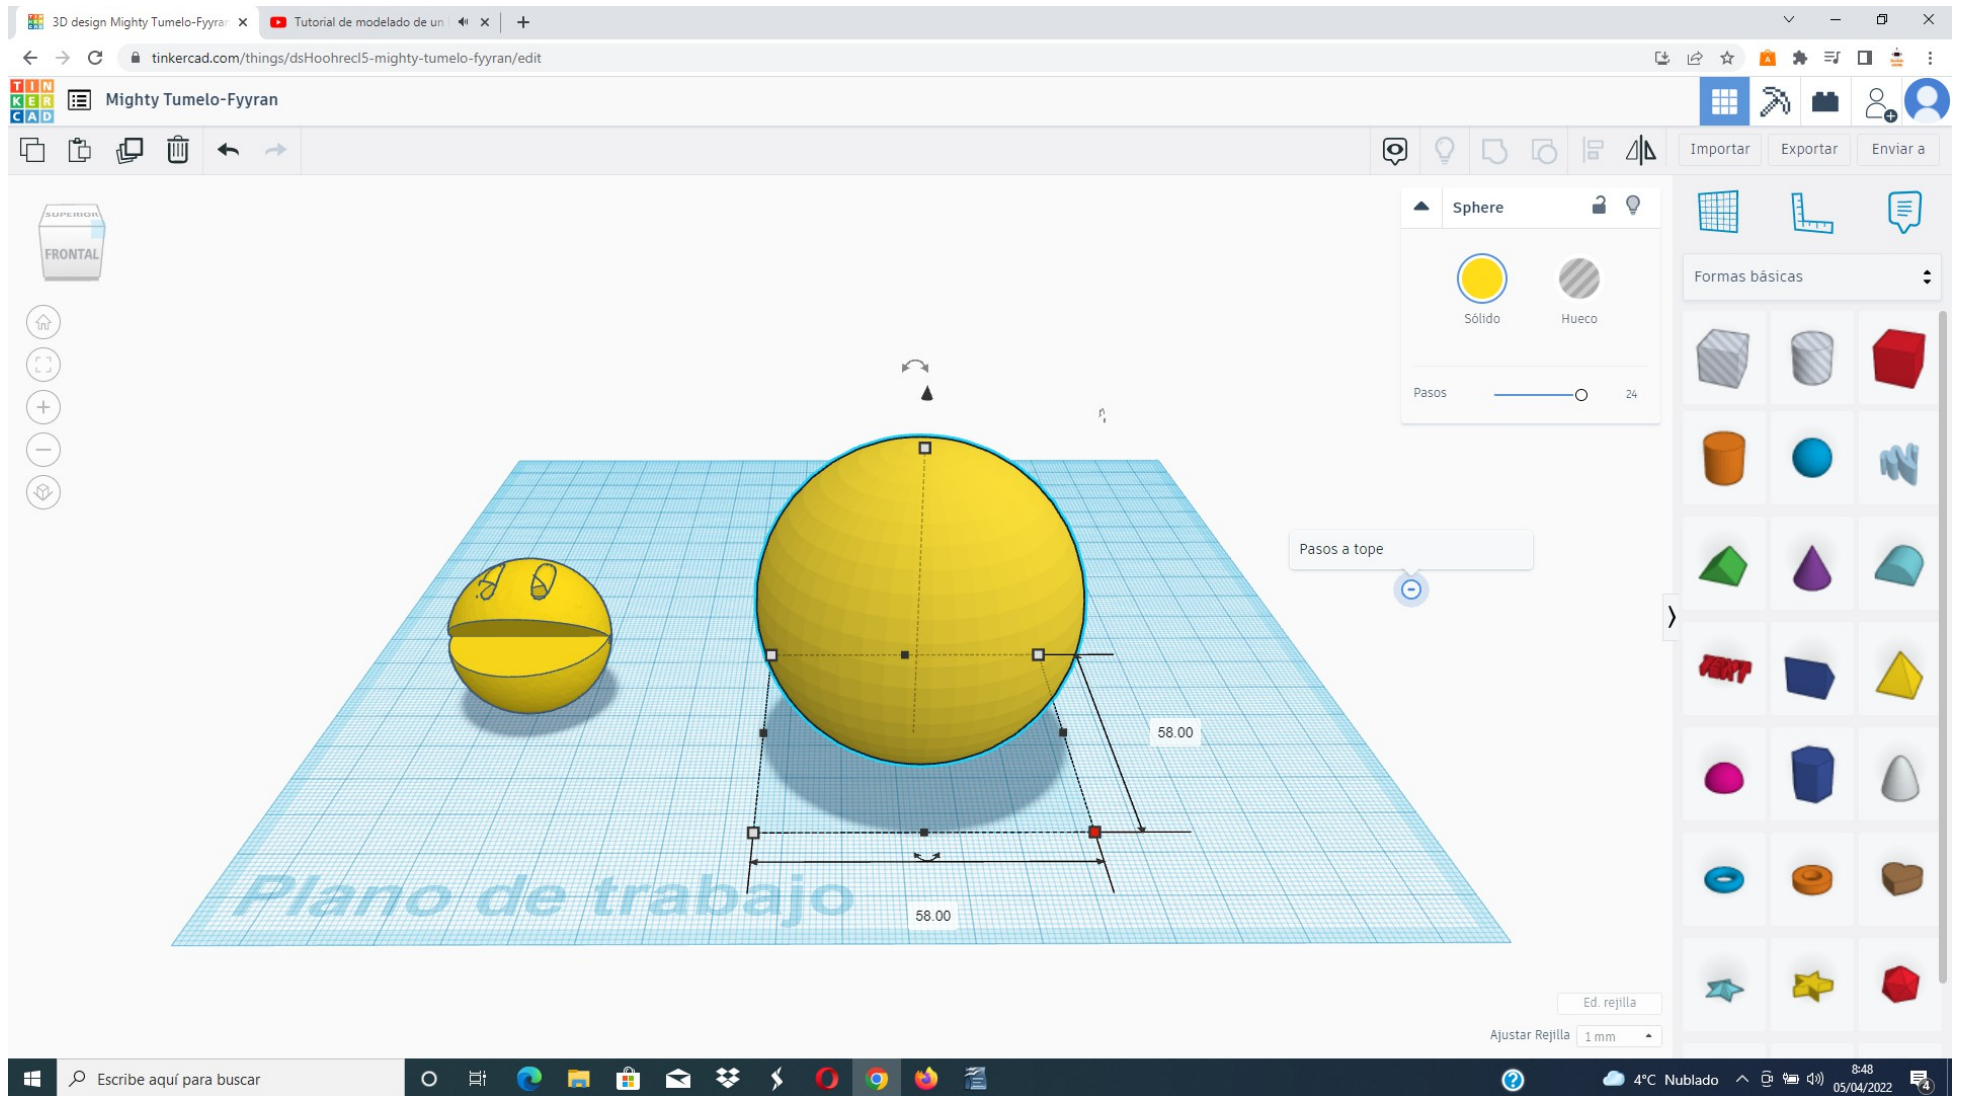 3D design Mighty Tumelo-Fyyran
Tutorial de modelado de un
tinkercad.com/things/dsHoohrecl5-mighty-tumelo-fyyran/edit
TIN
KER
CAD
Mighty Tumelo-Fyyran
Importar
Exportar
Enviar a
SUPERIOR
FRONTAL
Sphere
Sólido
Hueco
Pasos
24
Formas básicas
Pasos a tope
TEXT
58.00
58.00
Plano de trabajo
Ed. rejilla
Ajustar Rejilla
1 mm
Escribe aquí para buscar
4°C Nublado
8:48
05/04/2022
4